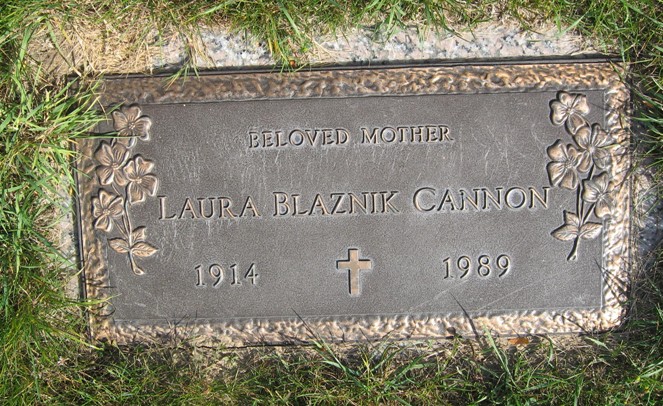 BELOVED MOTHER
LAURA BLAZNIK CANNON
1914 1989